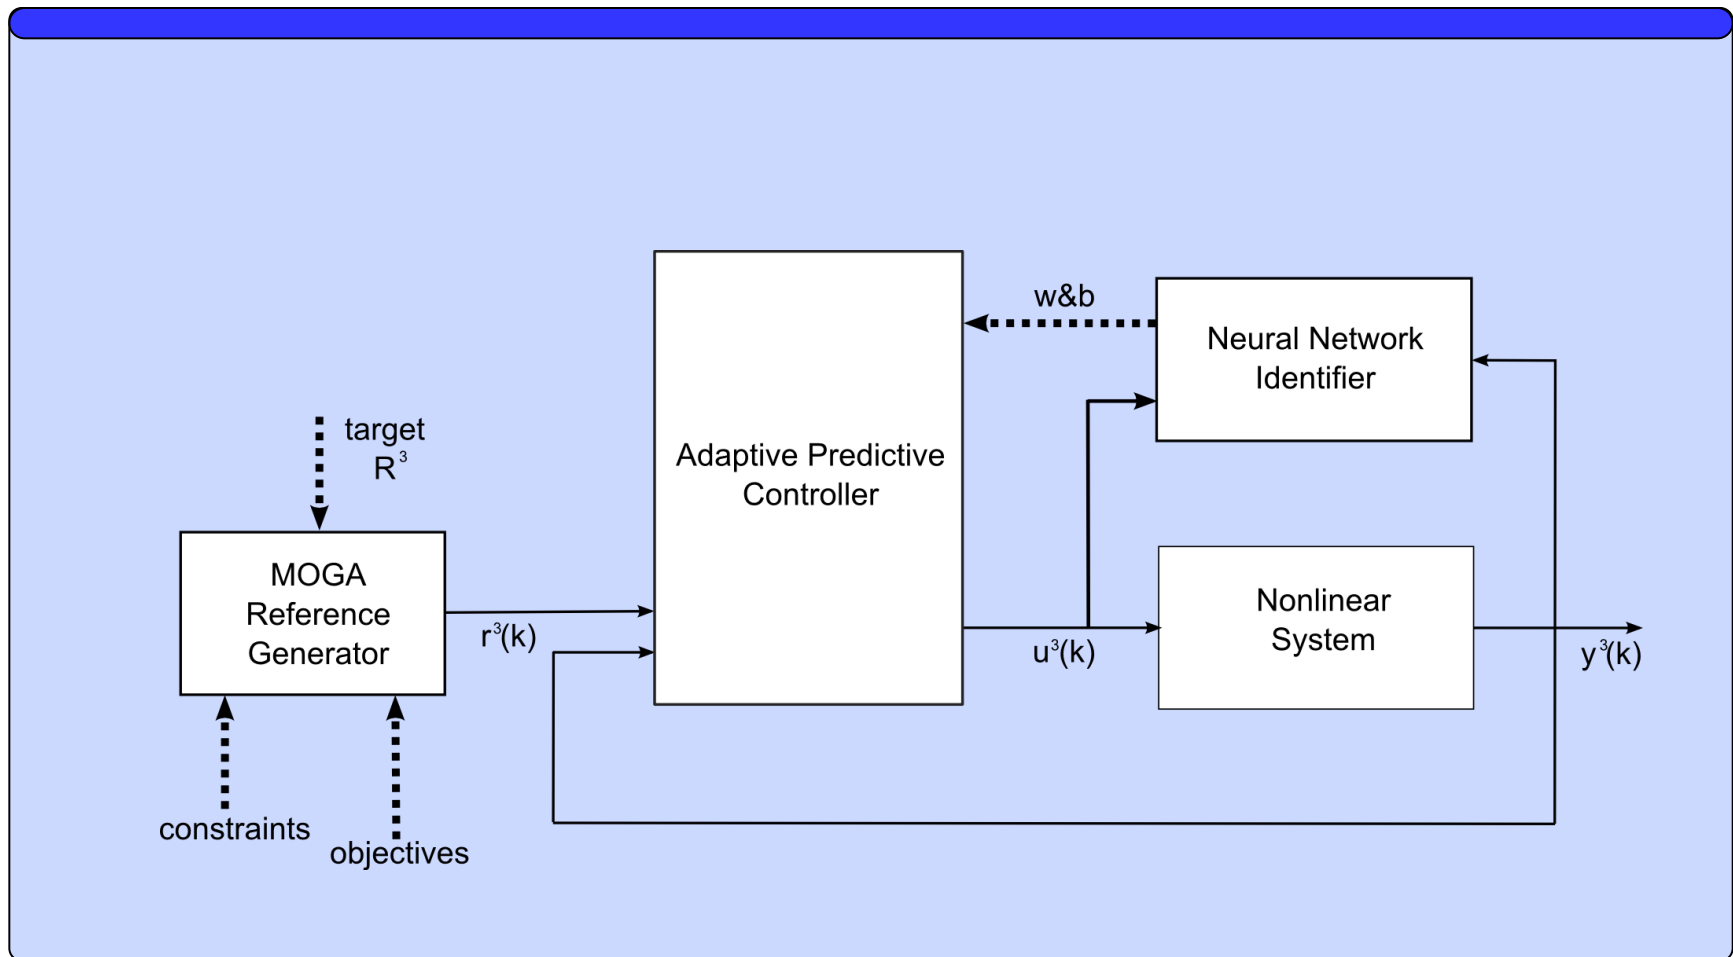 w&b
Neural Network
Identifier
target
R³
Adaptive Predictive
Controller
MOGA
Reference
Generator
r³(k)
u³(k)
Nonlinear
System
y³(k)
constraints
objectives